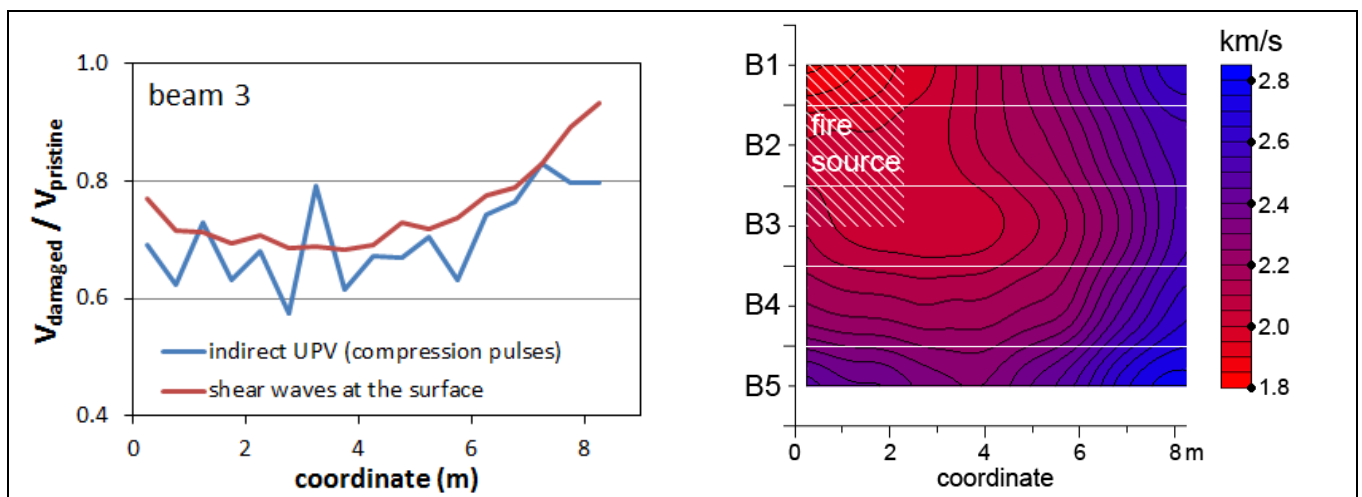 1.0
beam 3
0.8
0.6
0.4
V damaged / V pristine
indirect UPV (compression pulses)
shear waves at the surface
0 2 4 6 8
coordinate (m)
B1
B2
B3
B4
B5
fire
source
0 2 4 6 8 m
coordinate
km/s
2.8
2.6
2.4
2.2
2.0
1.8